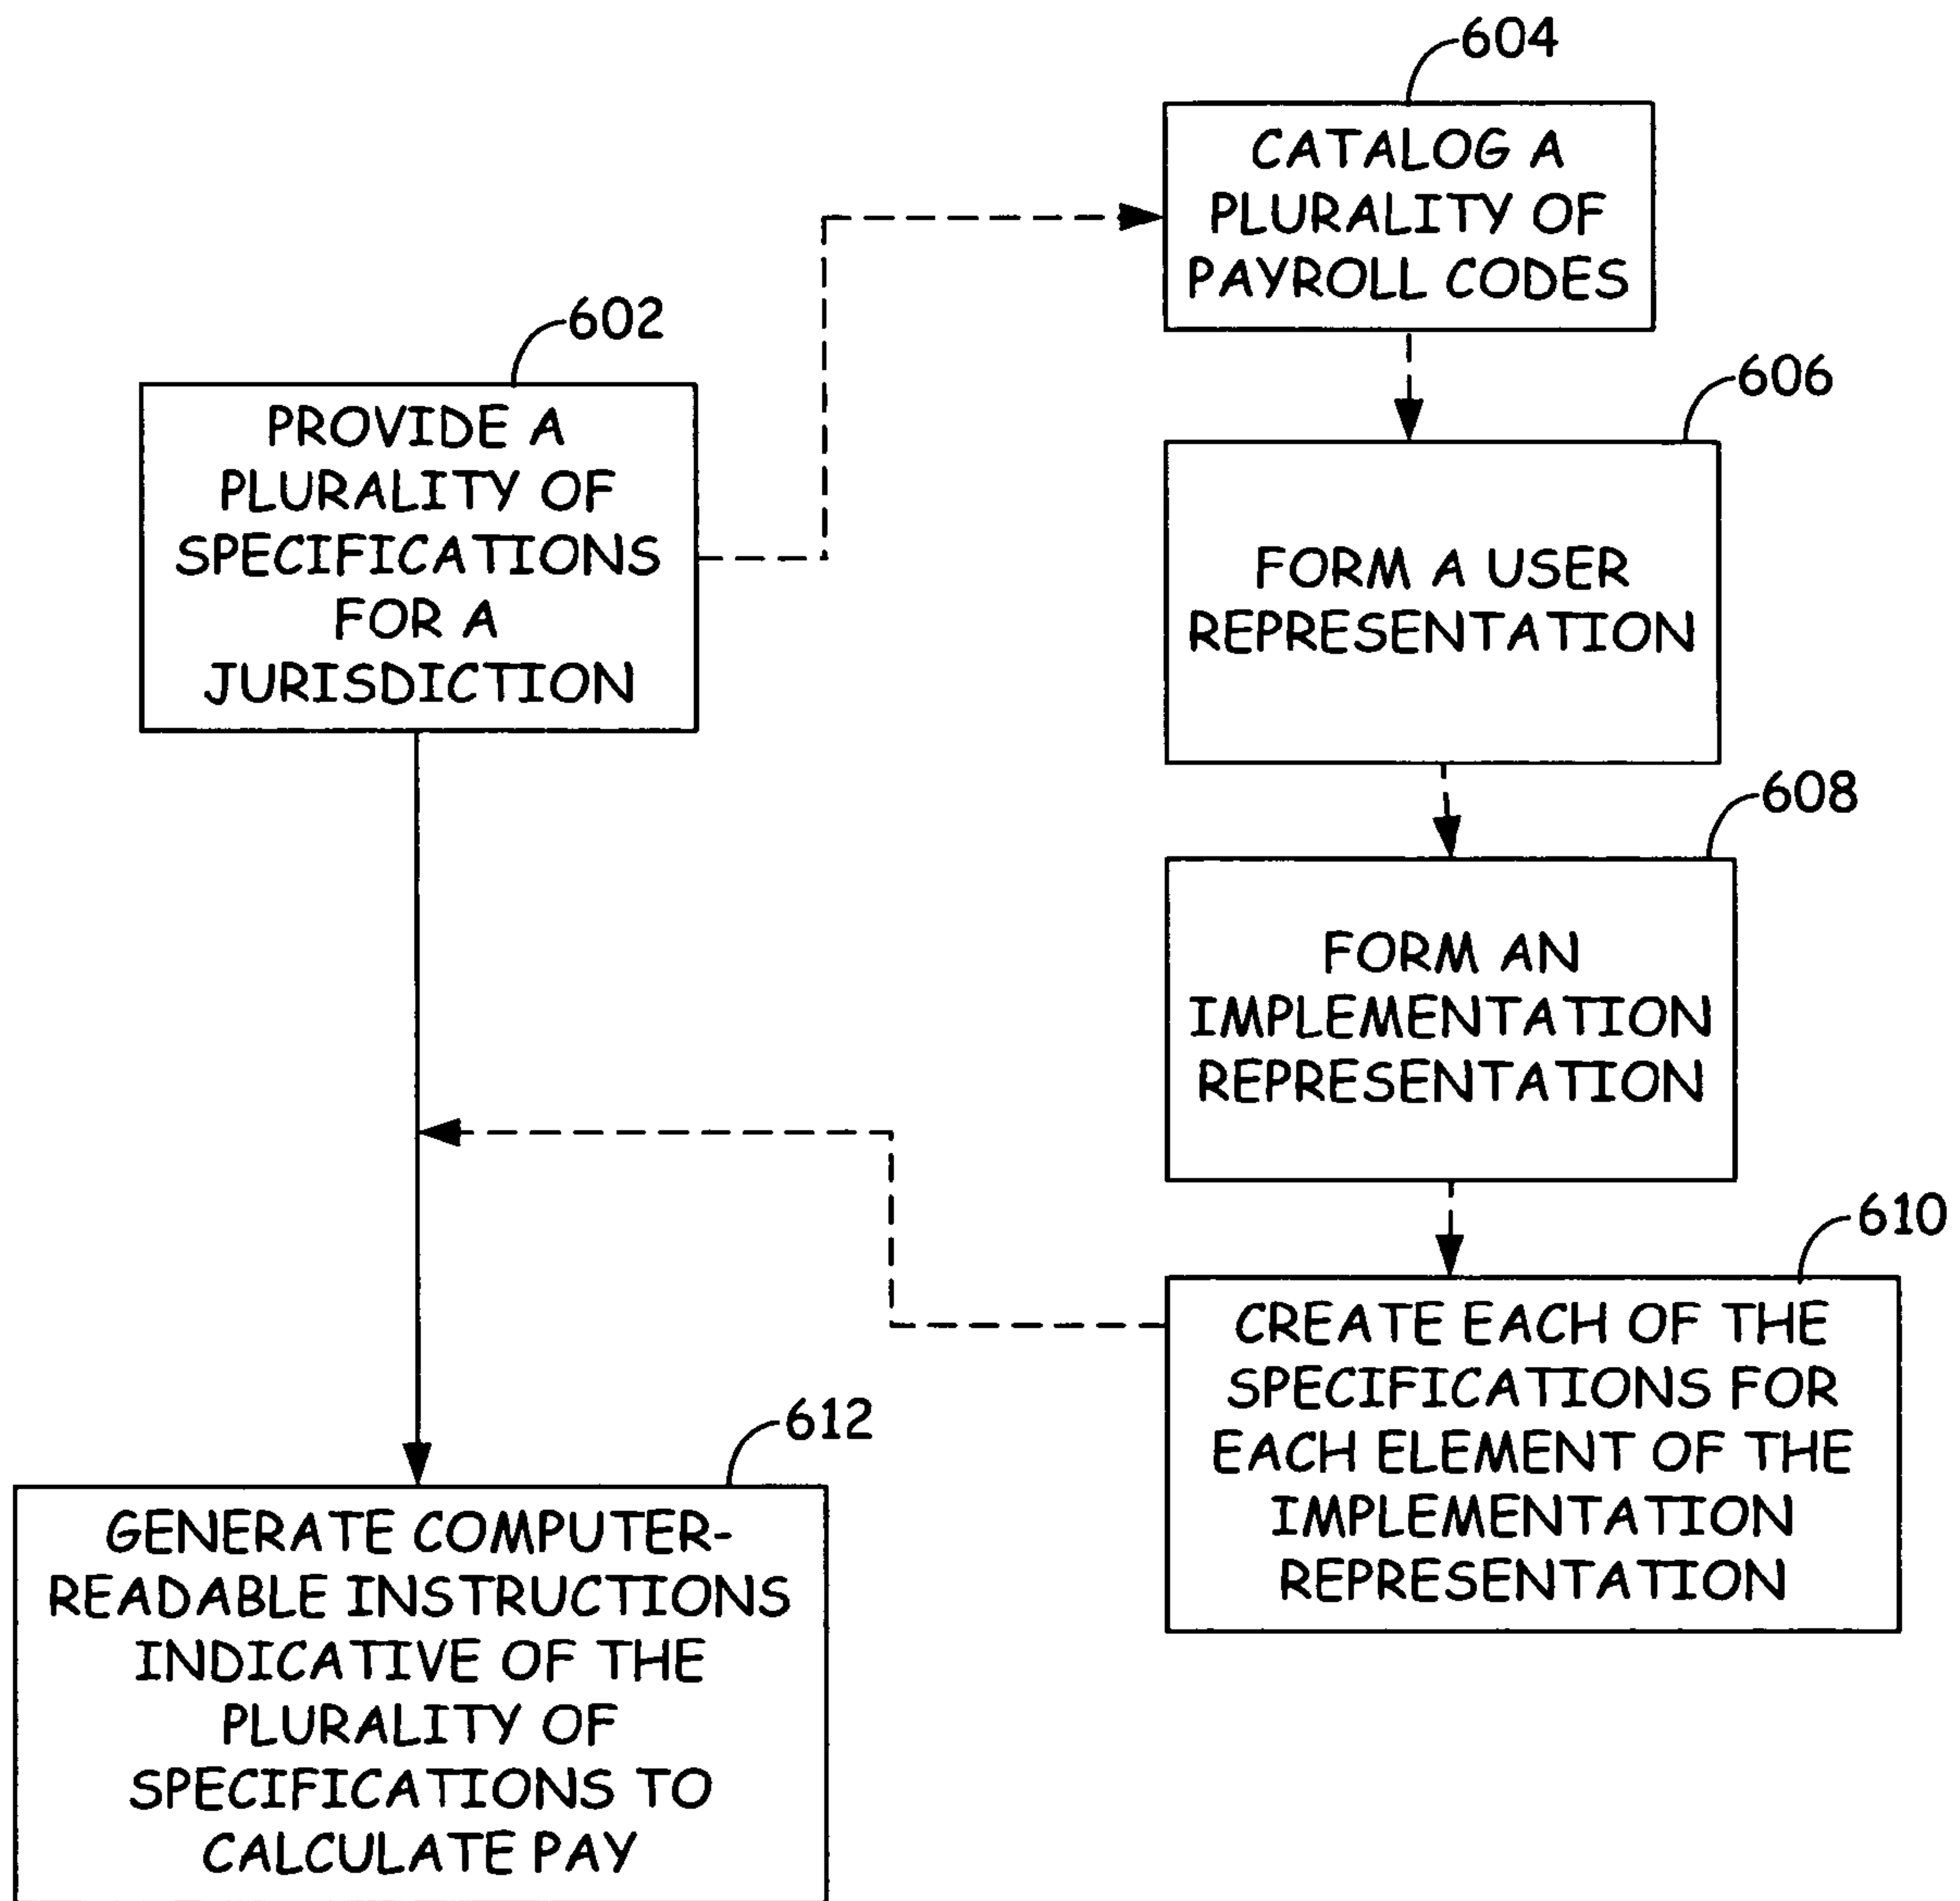 604
CATALOG A
PLURALITY OF
PAYROLL CODES
602
PROVIDE A
PLURALITY OF
SPECIFICATIONS
FOR A
JURISDICTION
606
FORM A USER
REPRESENTATION
608
FORM AN
IMPLEMENTATION
REPRESENTATION
610
CREATE EACH OF THE
SPECIFICATIONS FOR
EACH ELEMENT OF THE
IMPLEMENTATION
REPRESENTATION
612
GENERATE COMPUTER-
READABLE INSTRUCTIONS
INDICATIVE OF THE
PLURALITY OF
SPECIFICATIONS TO
CALCULATE PAY